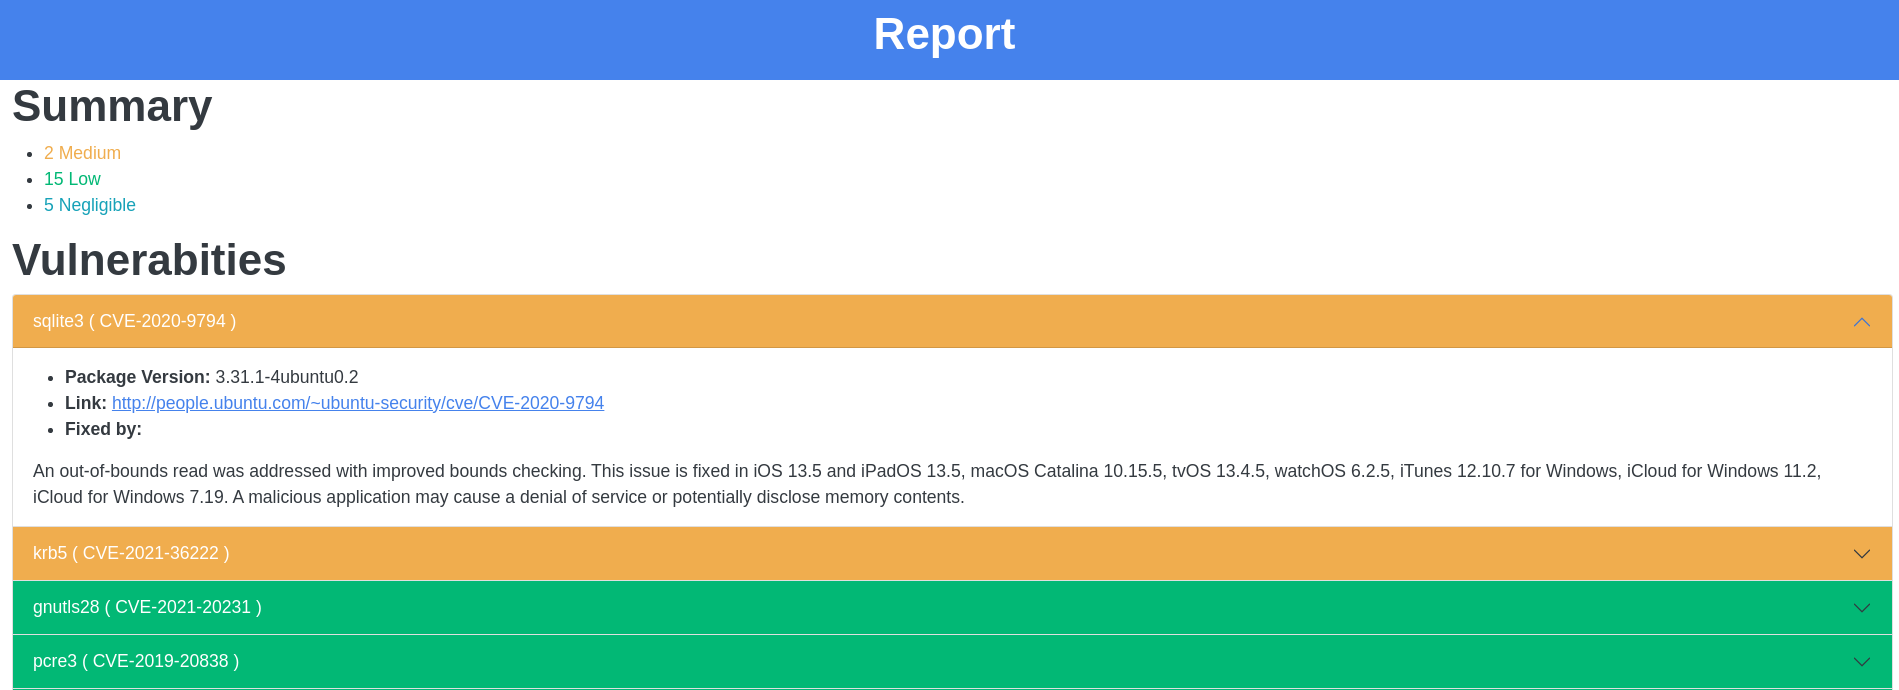 Report
Summary
2 Medium
15 Low
5 Negligible
Vulnerabities
sqlite3 ( CVE-2020-9794 )
Package Version: 3.31.1-4ubuntu0.2
Link: http://people.ubuntu.com/~ubuntu-security/cve/CVE-2020-9794
Fixed by:
An out-of-bounds read was addressed with improved bounds checking. This issue is fixed in iOS 13.5 and iPadOS 13.5, macOS Catalina 10.15.5, tvOS 13.4.5, watchOS 6.2.5, iTunes 12.10.7 for Windows, iCloud for Windows 11.2,
iCloud for Windows 7.19. A malicious application may cause a denial of service or potentially disclose memory contents.
krb5 ( CVE-2021-36222 )
gnutls28 ( CVE-2021-20231 )
pcre3 ( CVE-2019-20838 )